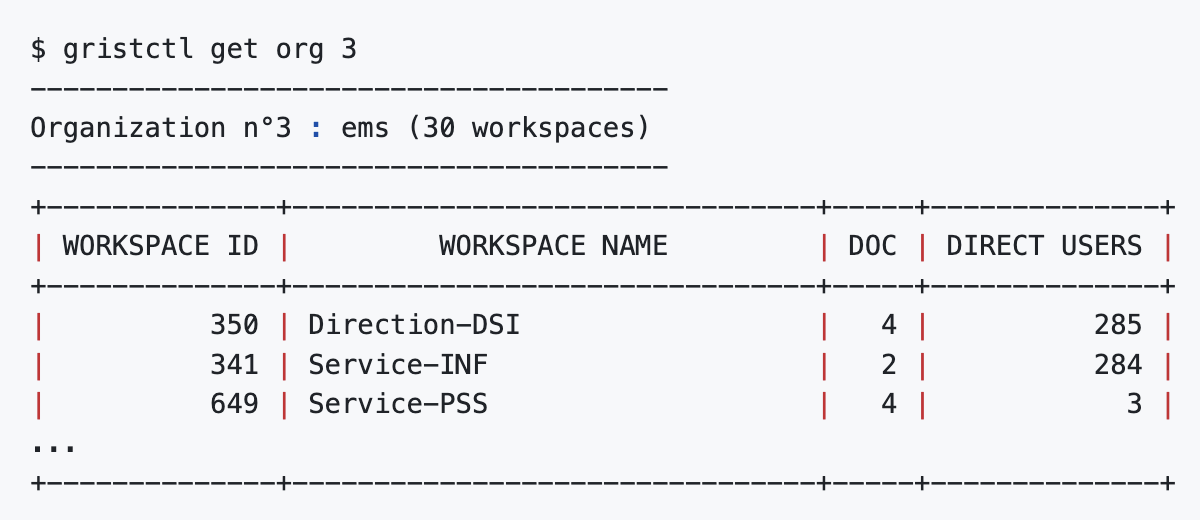 $ gristctl get org 3
---------------------------------------
Organization n°3 : ems (30 workspaces)
---------------------------------------
+--------------+--------------------------------+-----+--------------+
| WORKSPACE ID |         WORKSPACE NAME         | DOC | DIRECT USERS |
+--------------+--------------------------------+-----+--------------+
|          350 | Direction-DSI                  |   4 |          285 |
|          341 | Service-INF                    |   2 |          284 |
|          649 | Service-PSS                    |   4 |            3 |
...
+--------------+--------------------------------+-----+--------------+